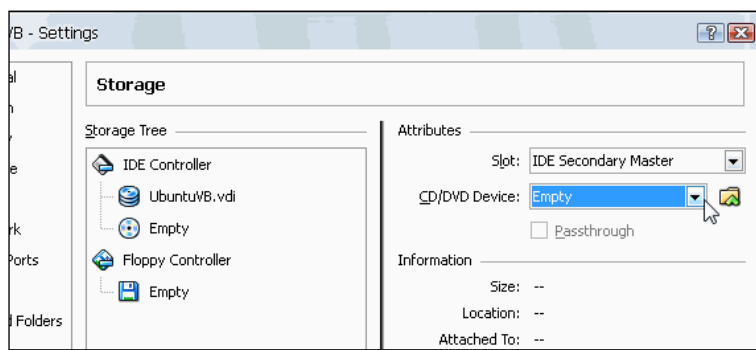 /B - Settings
al
n
y
e
rk
Ports
d Folders
Storage
Storage Tree
IDE Controller
UbuntuVB.vdi
Empty
Floppy Controller
Empty
Attributes
Slot: IDE Secondary Master
CD/DVD Device: Empty
Passthrough
Information
Size: --
Location: --
Attached To: --